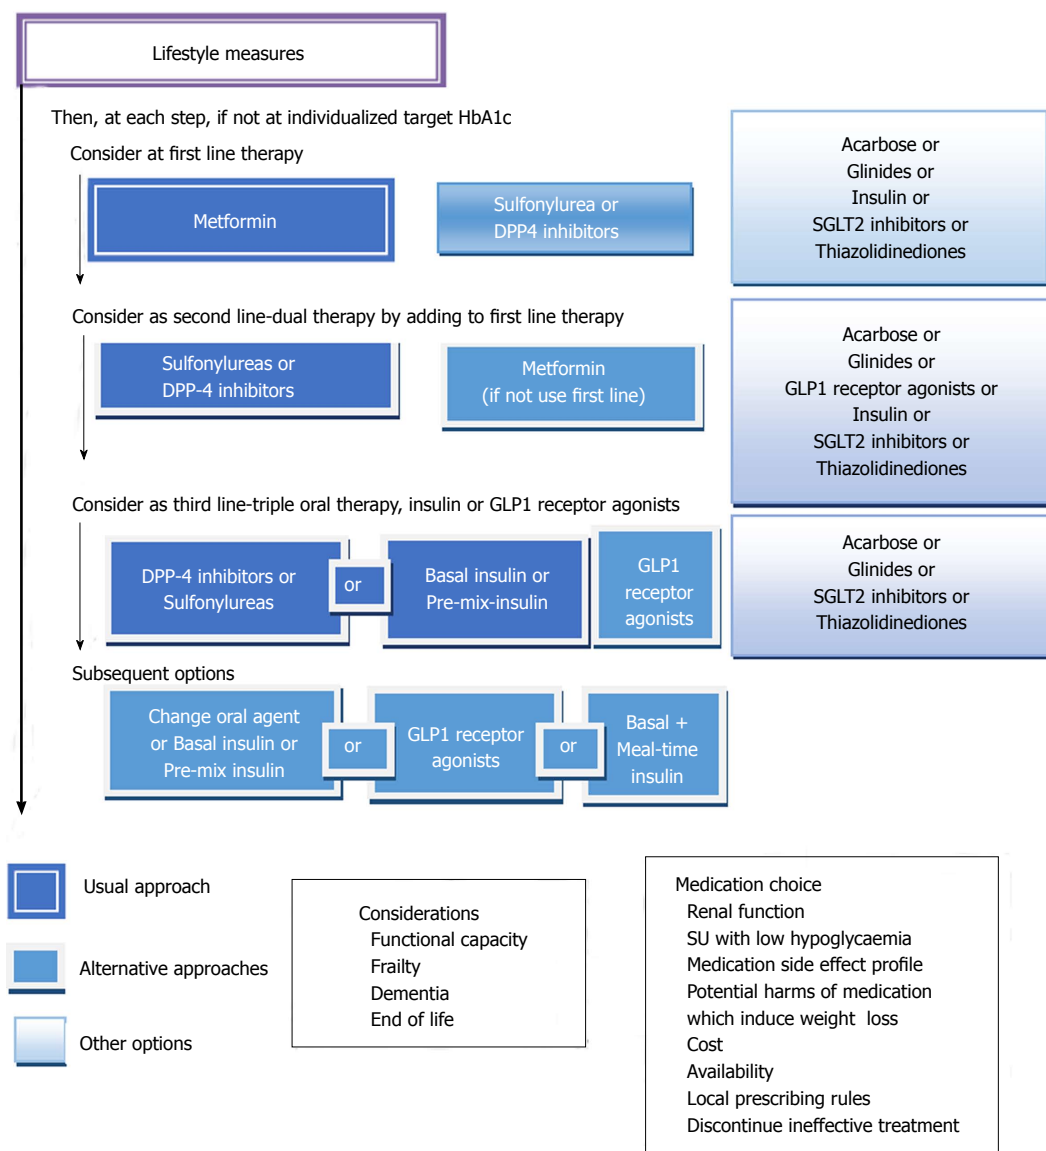 Lifestyle measures
Then, at each step, if not at individualized target HbA1c
Consider at first line therapy
Metformin
Sulfonylurea or
DPP4 inhibitors
Acarbose or
Glinides or
Insulin or
SGLT2 inhibitors or
Thiazolidinediones
Consider as second line-dual therapy by adding to first line therapy
Sulfonylureas or
DPP-4 inhibitors
Metformin
(if not use first line)
Acarbose or
Glinides or
GLP1 receptor agonists or
Insulin or
SGLT2 inhibitors or
Thiazolidinediones
Consider as third line-triple oral therapy, insulin or GLP1 receptor agonists
DPP-4 inhibitors or
Sulfonylureas
or
Basal insulin or
Pre-mix-insulin
GLP1
receptor
agonists
Acarbose or
Glinides or
SGLT2 inhibitors or
Thiazolidinediones
Subsequent options
Change oral agent
or Basal insulin or
Pre-mix insulin
or
GLP1 receptor
agonists
or
Basal +
Meal-time
insulin
Usual approach
Alternative approaches
Other options
Considerations
Functional capacity
Frailty
Dementia
End of life
Medication choice
Renal function
SU with low hypoglycaemia
Medication side effect profile
Potential harms of medication
which induce weight loss
Cost
Availability
Local prescribing rules
Discontinue ineffective treatment